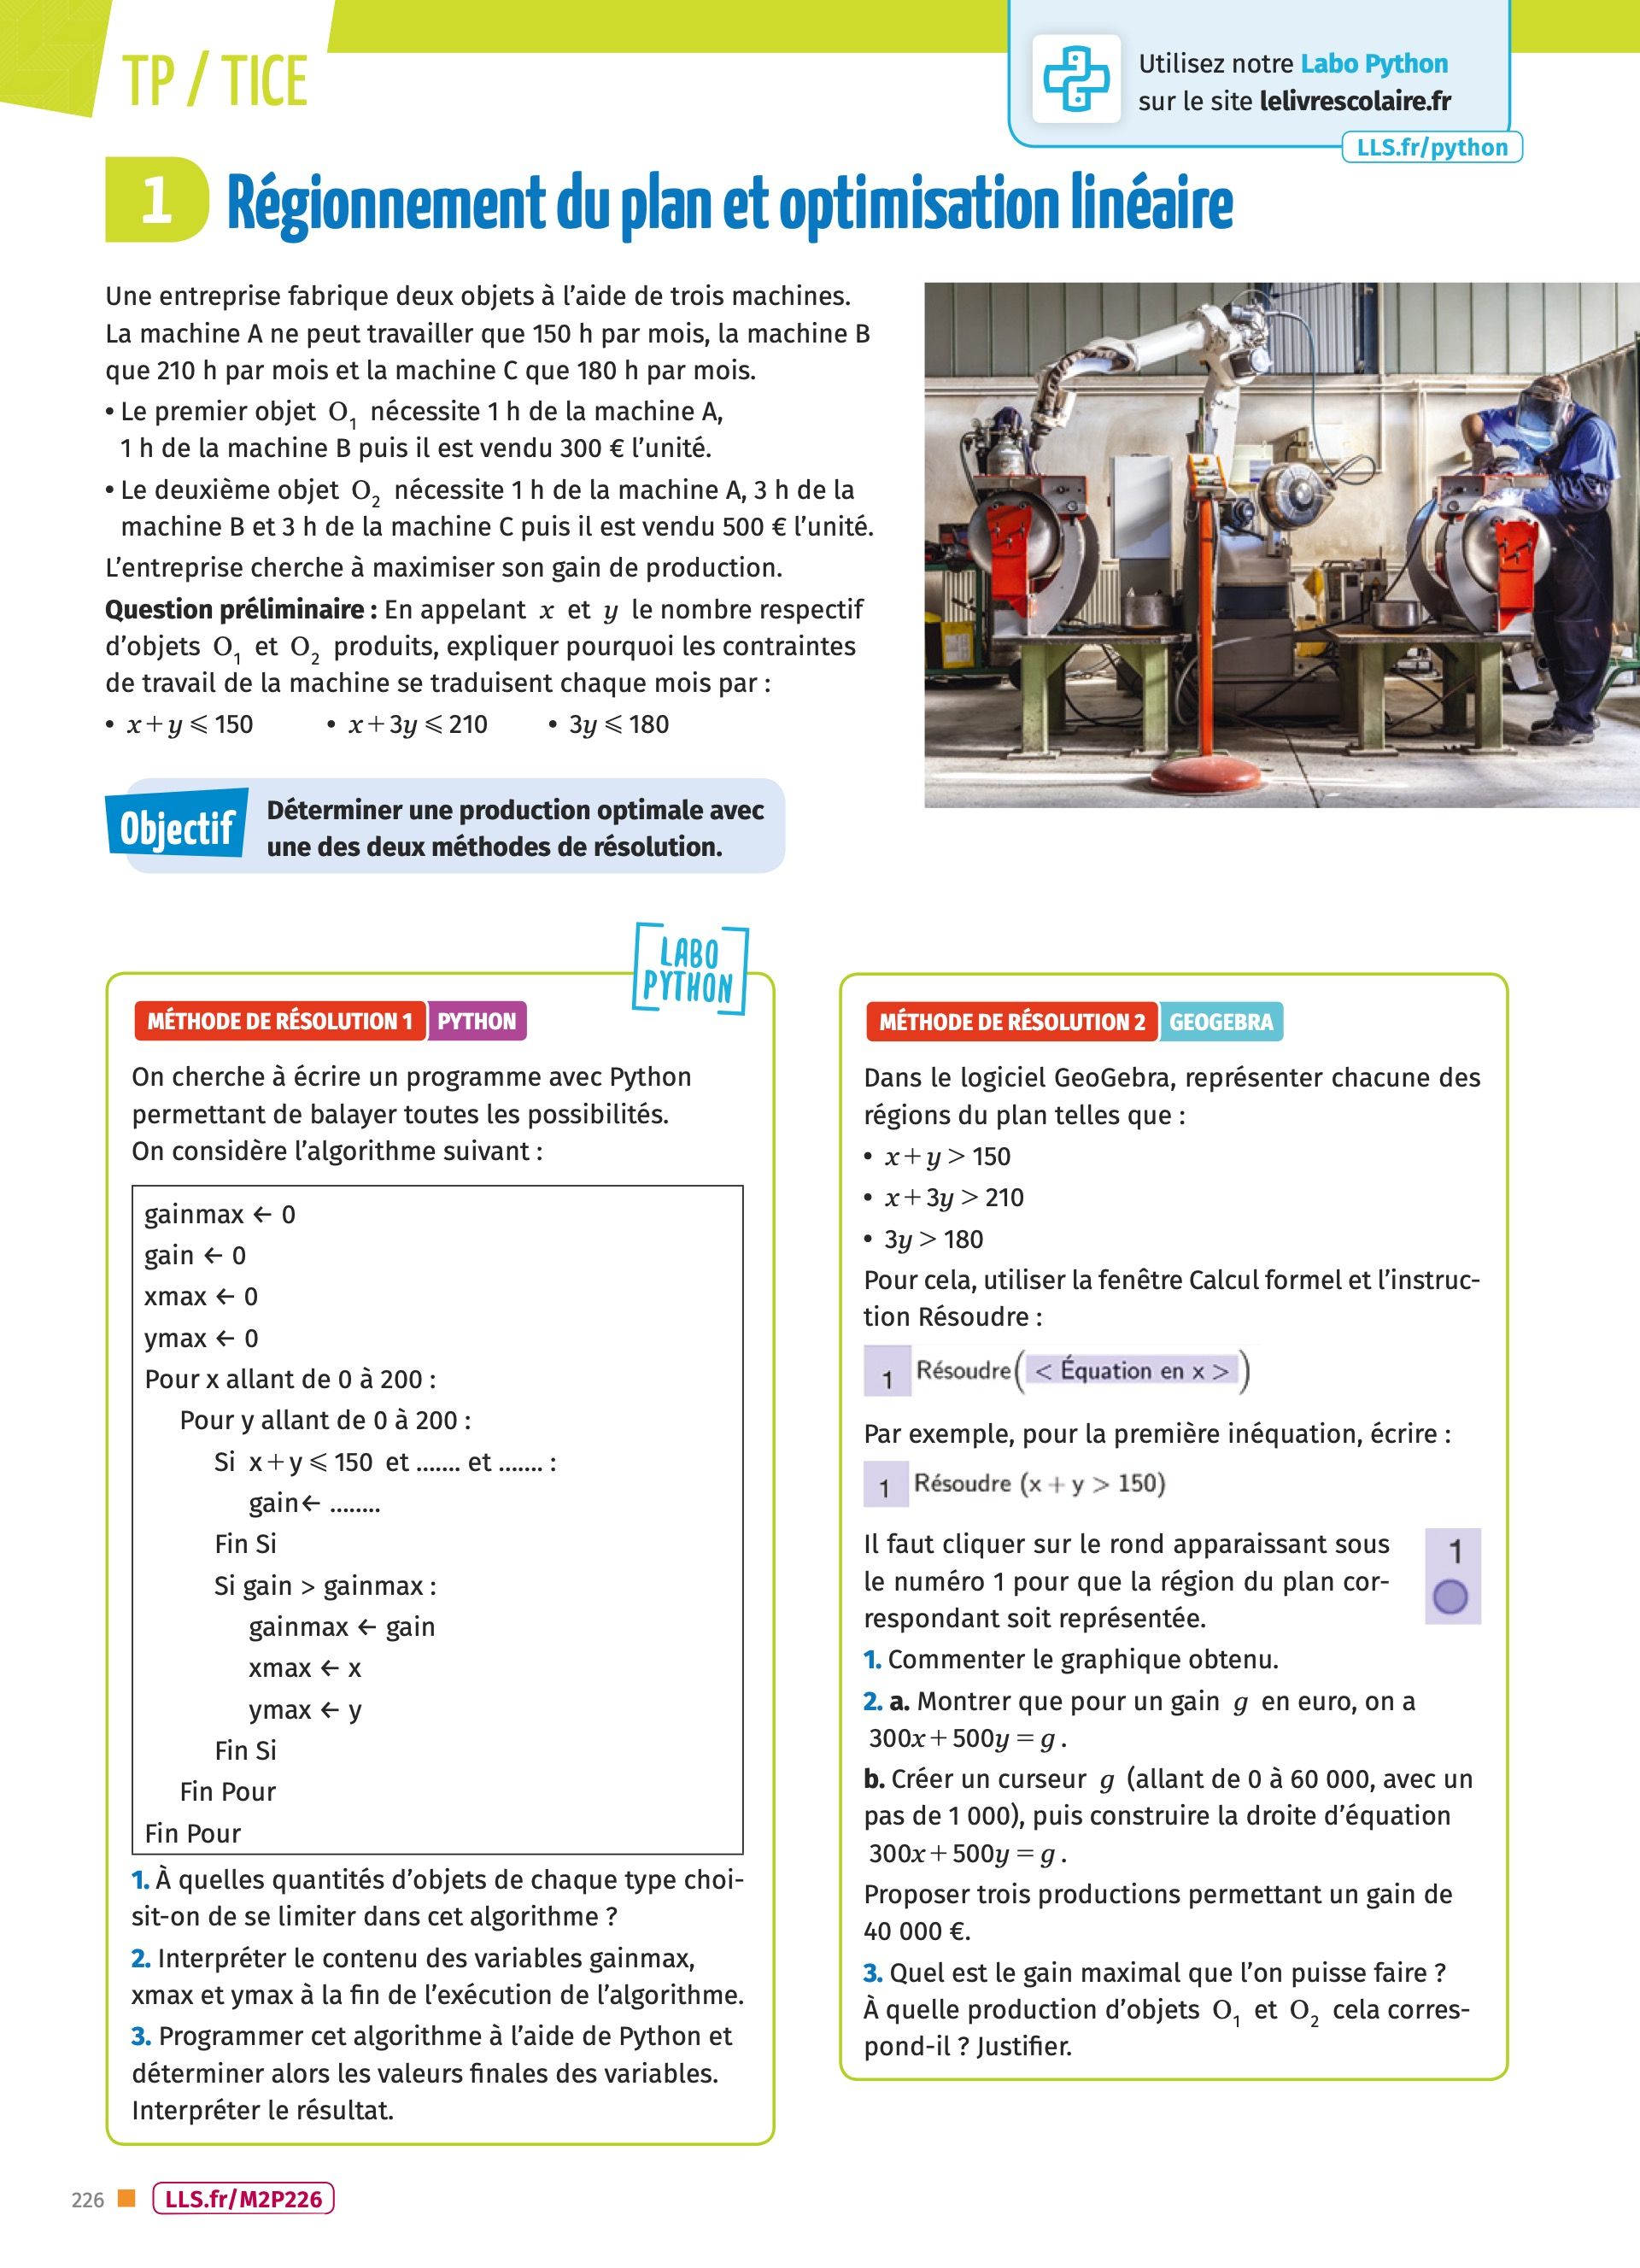 TP / TICE
Utilisez notre Labo Python
sur le site lelivrescolaire.fr
LLS.fr/python
1 Régionnement du plan et optimisation linéaire
Une entreprise fabrique deux objets à l’aide de trois machines.
La machine A ne peut travailler que 150 h par mois, la machine B
que 210 h par mois et la machine C que 180 h par mois.
• Le premier objet O₁ nécessite 1 h de la machine A,
1 h de la machine B puis il est vendu 300 € l’unité.
• Le deuxième objet O₂ nécessite 1 h de la machine A, 3 h de la
machine B et 3 h de la machine C puis il est vendu 500 € l’unité.
L’entreprise cherche à maximiser son gain de production.
Question préliminaire : En appelant x et y le nombre respectif
d’objets O₁ et O₂ produits, expliquer pourquoi les contraintes
de travail de la machine se traduisent chaque mois par :
• x + y ⩽ 150 • x + 3y ⩽ 210 • 3y ⩽ 180
Objectif
Déterminer une production optimale avec
une des deux méthodes de résolution.
LABO
PYTHON
MÉTHODE DE RÉSOLUTION 1 PYTHON
On cherche à écrire un programme avec Python
permettant de balayer toutes les possibilités.
On considère l’algorithme suivant :
gainmax ← 0
gain ← 0
xmax ← 0
ymax ← 0
Pour x allant de 0 à 200 :
Pour y allant de 0 à 200 :
Si x + y ⩽ 150 et ....... et ....... :
gain← ........
Fin Si
Si gain > gainmax :
gainmax ← gain
xmax ← x
ymax ← y
Fin Si
Fin Pour
Fin Pour
1. À quelles quantités d’objets de chaque type choi-
sit-on de se limiter dans cet algorithme ?
2. Interpréter le contenu des variables gainmax,
xmax et ymax à la fin de l’exécution de l’algorithme.
3. Programmer cet algorithme à l’aide de Python et
déterminer alors les valeurs finales des variables.
Interpréter le résultat.
MÉTHODE DE RÉSOLUTION 2 GEOGEBRA
Dans le logiciel GeoGebra, représenter chacune des
régions du plan telles que :
• x + y > 150
• x + 3y > 210
• 3y > 180
Pour cela, utiliser la fenêtre Calcul formel et l’instruc-
tion Résoudre :
1 Résoudre( < Équation en x > )
Par exemple, pour la première inéquation, écrire :
1 Résoudre (x + y > 150)
Il faut cliquer sur le rond apparaissant sous
le numéro 1 pour que la région du plan cor-
respondant soit représentée.
1
1. Commenter le graphique obtenu.
2. a. Montrer que pour un gain g en euro, on a
300x + 500y = g.
b. Créer un curseur g (allant de 0 à 60 000, avec un
pas de 1 000), puis construire la droite d’équation
300x + 500y = g.
Proposer trois productions permettant un gain de
40 000 €.
3. Quel est le gain maximal que l’on puisse faire ?
À quelle production d’objets O₁ et O₂ cela corres-
pond-il ? Justifier.
226 LLS.fr/M2P226